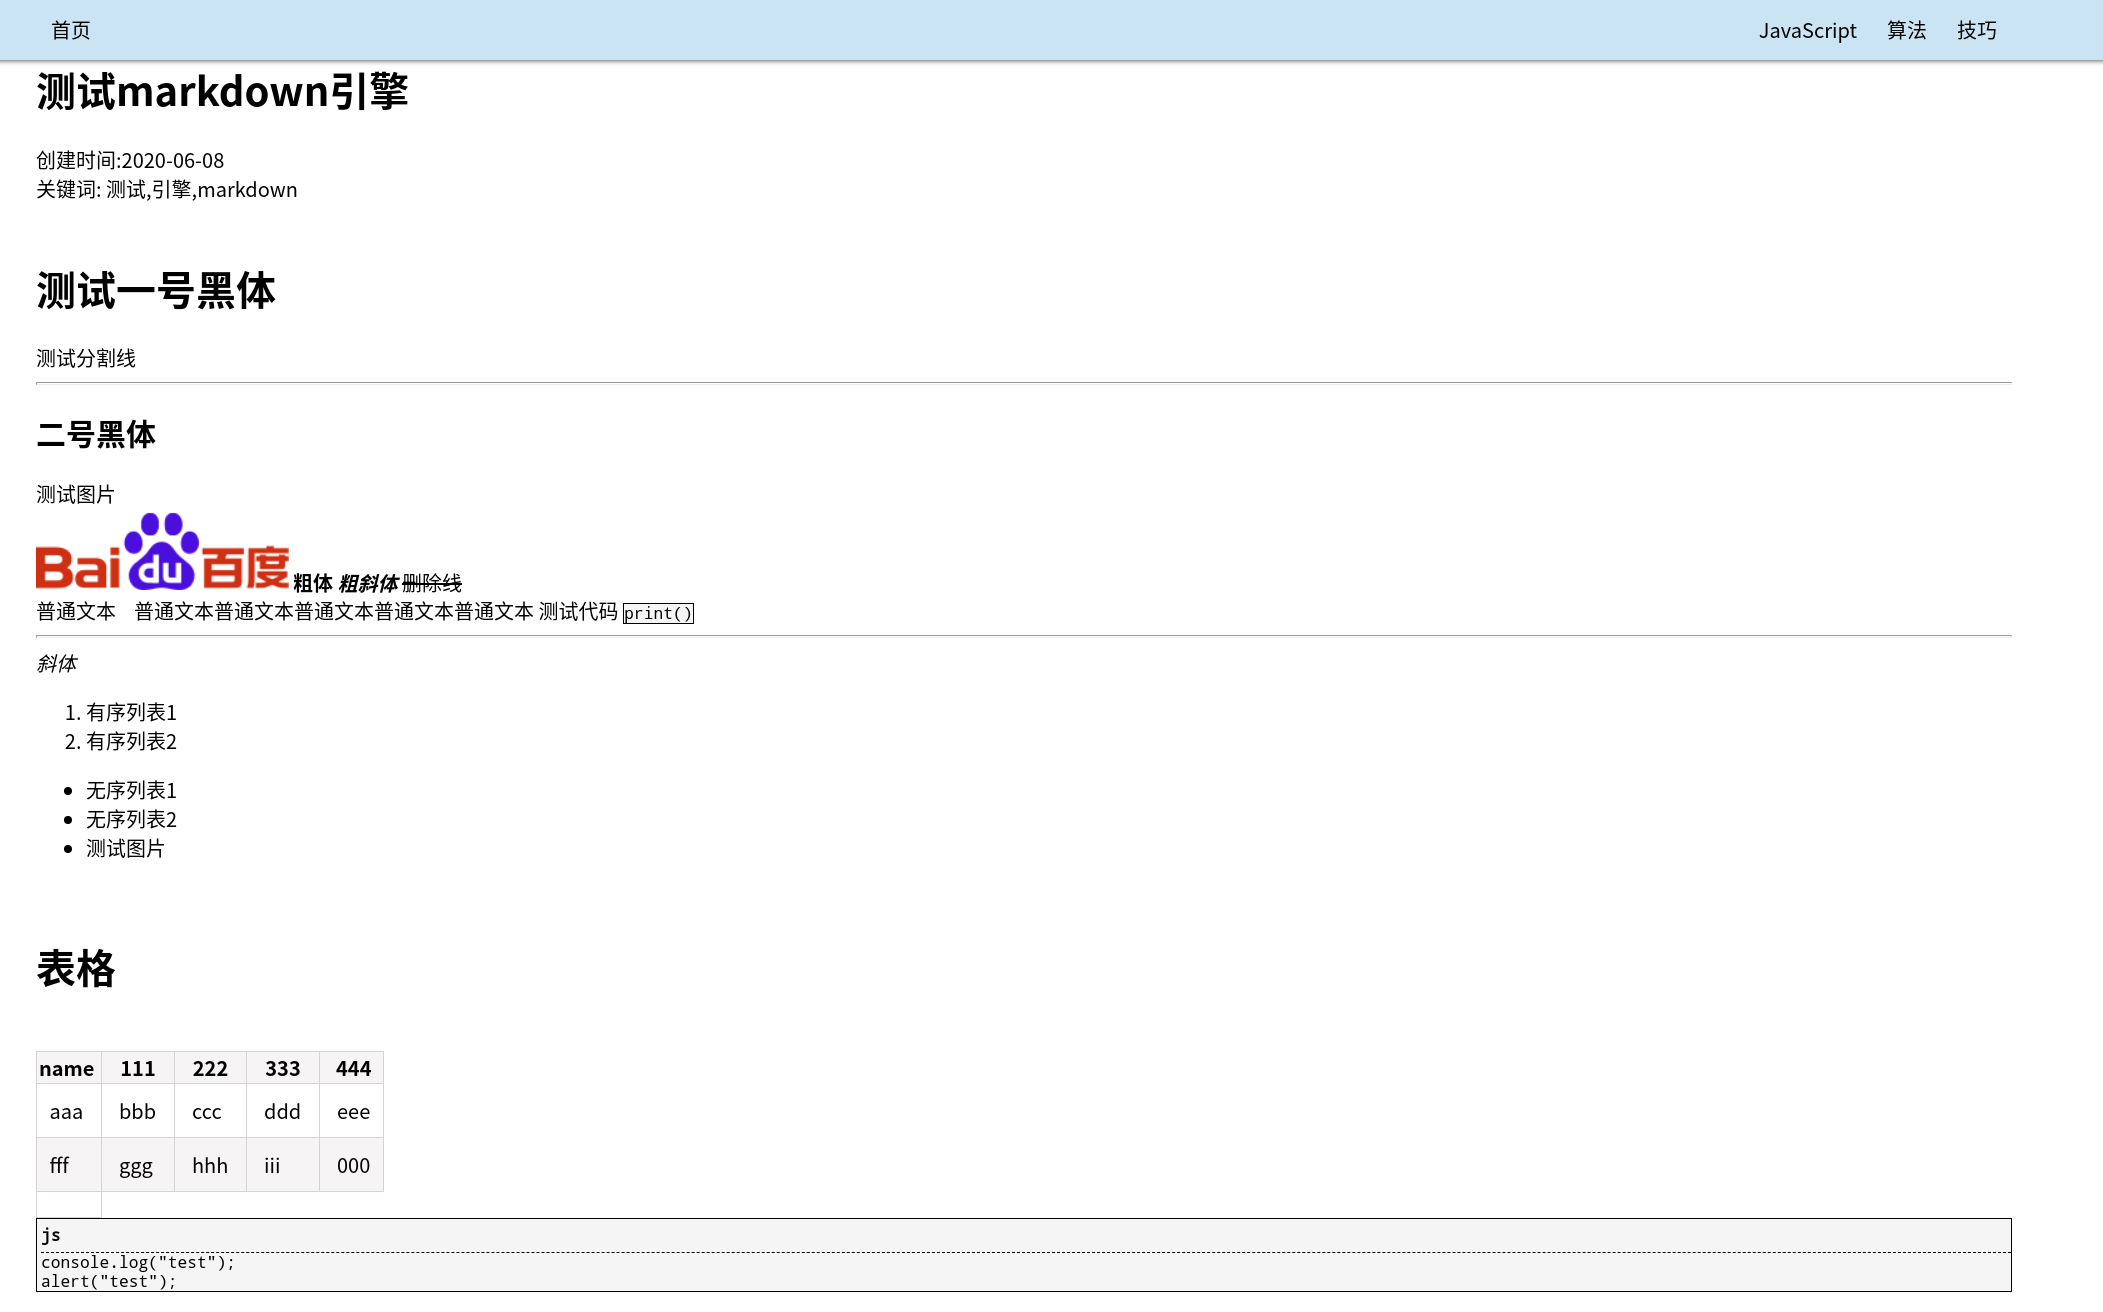 首页 JavaScript 算法 技巧
测试markdown引擎
创建时间:2020-06-08
关键词: 测试,引擎,markdown
测试一号黑体
测试分割线
二号黑体
测试图片
Bai du 百度 粗体 粗斜体 删除线
普通文本 普通文本普通文本普通文本普通文本普通文本 测试代码 print()
斜体
1. 有序列表1
2. 有序列表2
• 无序列表1
• 无序列表2
• 测试图片
表格
name 111 222 333 444
aaa bbb ccc ddd eee
fff ggg hhh iii 000
js
console.log("test");
alert("test");